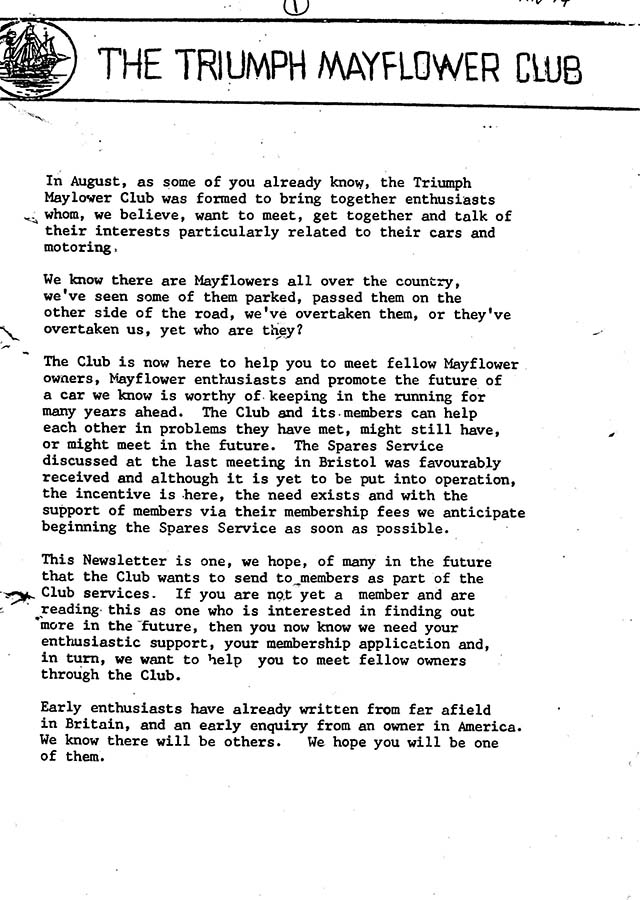 1
THE TRIUMPH MAYFLOWER CLUB
In August, as some of you already know, the Triumph
Maylower Club was formed to bring together enthusiasts
whom, we believe, want to meet, get together and talk of
their interests particularly related to their cars and
motoring.
We know there are Mayflowers all over the country,
we've seen some of them parked, passed them on the
other side of the road, we've overtaken them, or they've
overtaken us, yet who are they?
The Club is now here to help you to meet fellow Mayflower
owners, Mayflower enthusiasts and promote the future of
a car we know is worthy of keeping in the running for
many years ahead. The Club and its members can help
each other in problems they have met, might still have,
or might meet in the future. The Spares Service
discussed at the last meeting in Bristol was favourably
received and although it is yet to be put into operation,
the incentive is here, the need exists and with the
support of members via their membership fees we anticipate
beginning the Spares Service as soon as possible.
This Newsletter is one, we hope, of many in the future
that the Club wants to send to members as part of the
Club services. If you are not yet a member and are
reading this as one who is interested in finding out
more in the future, then you now know we need your
enthusiastic support, your membership application and,
in turn, we want to help you to meet fellow owners
through the Club.
Early enthusiasts have already written from far afield
in Britain, and an early enquiry from an owner in America.
We know there will be others. We hope you will be one
of them.